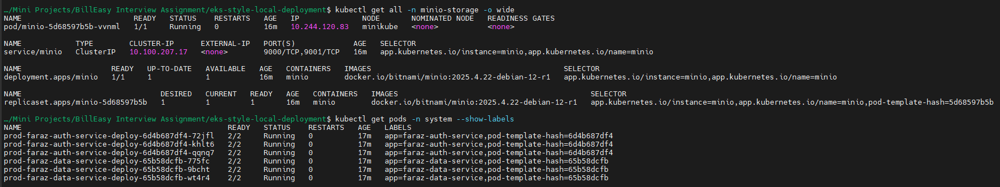 …/Mini Projects/BillEasy Interview Assignment/eks-style-local-deployment$ kubectl get all -n minio-storage -o wide
NAME READY STATUS RESTARTS AGE IP NODE NOMINATED NODE READINESS GATES
pod/minio-5d68597b5b-vvnml 1/1 Running 0 16m 10.244.120.83 minikube <none> <none>
NAME TYPE CLUSTER-IP EXTERNAL-IP PORT(S) AGE SELECTOR
service/minio ClusterIP 10.100.207.17 <none> 9000/TCP,9001/TCP 16m app.kubernetes.io/instance=minio,app.kubernetes.io/name=minio
NAME READY UP-TO-DATE AVAILABLE AGE CONTAINERS IMAGES SELECTOR
deployment.apps/minio 1/1 1 1 16m minio docker.io/bitnami/minio:2025.4.22-debian-12-r1 app.kubernetes.io/instance=minio,app.kubernetes.io/name=minio
NAME DESIRED CURRENT READY AGE CONTAINERS IMAGES SELECTOR
replicaset.apps/minio-5d68597b5b 1 1 1 16m minio docker.io/bitnami/minio:2025.4.22-debian-12-r1 app.kubernetes.io/instance=minio,app.kubernetes.io/name=minio,pod-template-hash=5d68597b5b
…/Mini Projects/BillEasy Interview Assignment/eks-style-local-deployment$ kubectl get pods -n system --show-labels
NAME READY STATUS RESTARTS AGE LABELS
prod-faraz-auth-service-deploy-6d4b687df4-72jfl 2/2 Running 0 17m app=faraz-auth-service,pod-template-hash=6d4b687df4
prod-faraz-auth-service-deploy-6d4b687df4-khlt6 2/2 Running 0 17m app=faraz-auth-service,pod-template-hash=6d4b687df4
prod-faraz-auth-service-deploy-6d4b687df4-qqnq7 2/2 Running 0 17m app=faraz-auth-service,pod-template-hash=6d4b687df4
prod-faraz-data-service-deploy-65b58dcfb-775fc 2/2 Running 0 17m app=faraz-data-service,pod-template-hash=65b58dcfb
prod-faraz-data-service-deploy-65b58dcfb-9bcht 2/2 Running 0 17m app=faraz-data-service,pod-template-hash=65b58dcfb
prod-faraz-data-service-deploy-65b58dcfb-wt4r4 2/2 Running 0 17m app=faraz-data-service,pod-template-hash=65b58dcfb